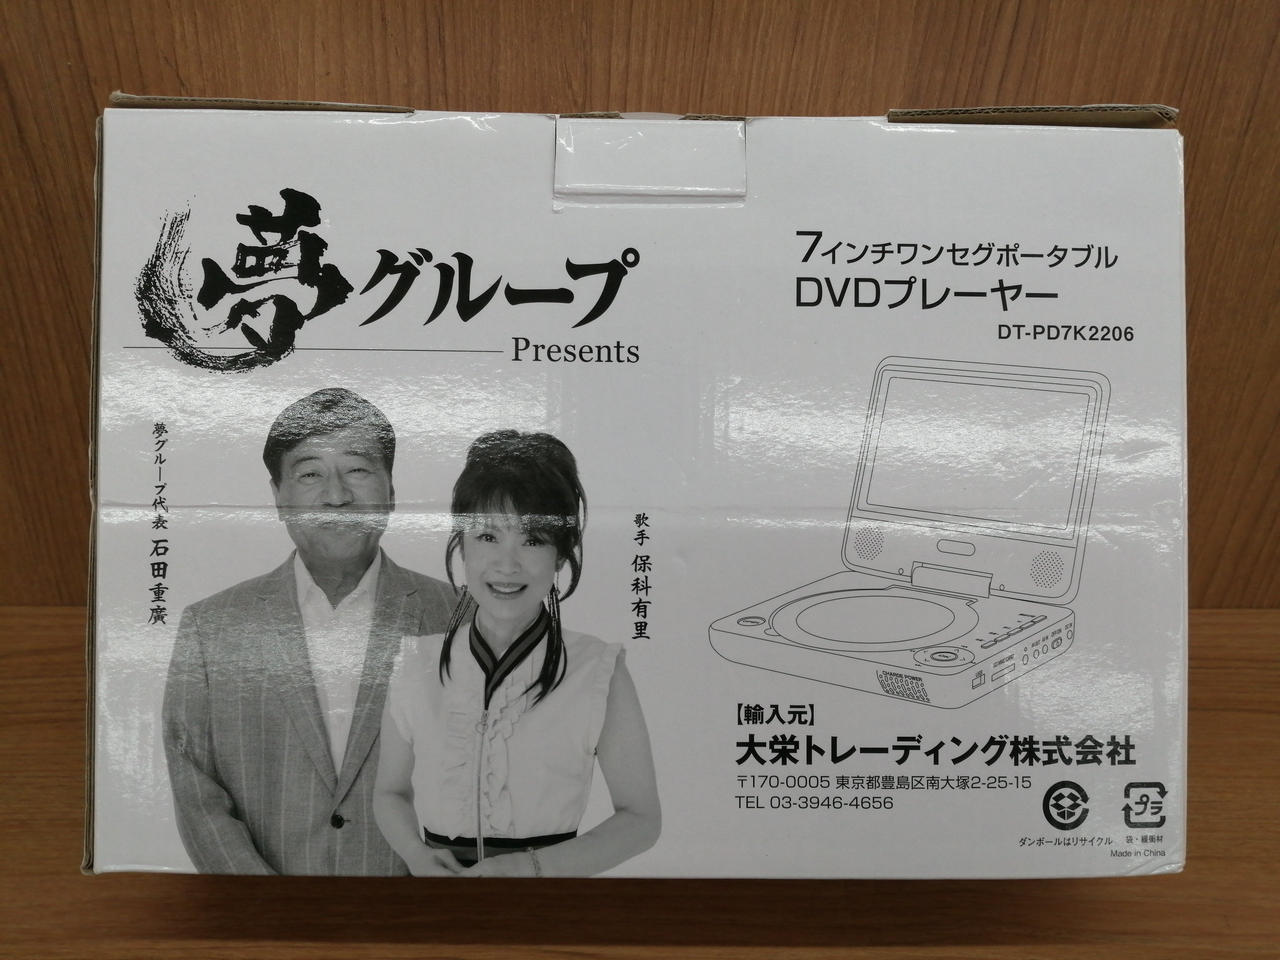 夢グループ
Presents
夢グループ代表 石田重廣
歌手 保科有里
7インチワンセグポータブル
DVDプレーヤー
DT-PD7K2206
CHARGE POWER
【輸入元】
大栄トレーディング株式会社
〒170-0005 東京都豊島区南大塚2-25-15
TEL 03-3946-4656
プラ
ダンボールはリサイクル
袋・緩衝材
Made in China